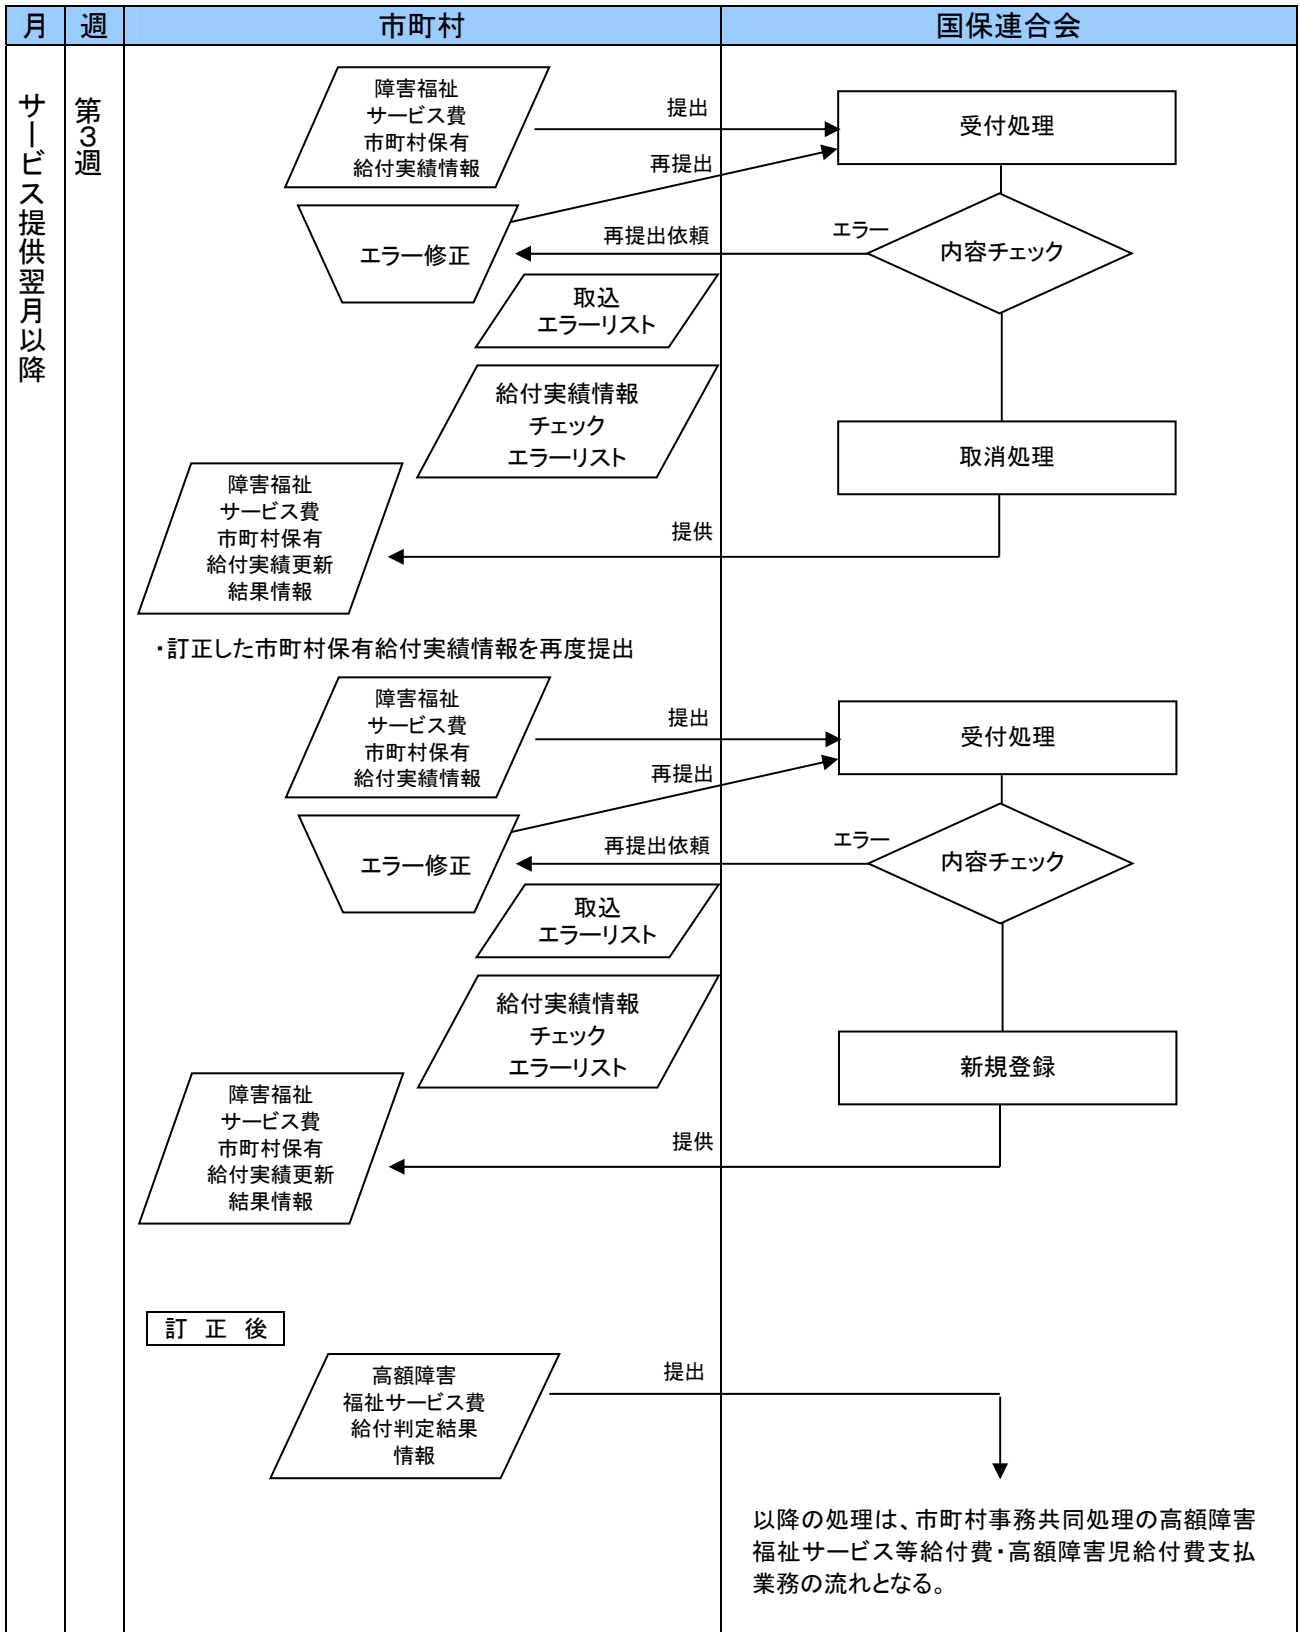 月
週
市町村
国保連合会
サービス提供翌月以降
第3週
障害福祉
サービス費
市町村保有
給付実績情報
提出
受付処理
再提出
エラー修正
再提出依頼
エラー
内容チェック
取込
エラーリスト
給付実績情報
チェック
エラーリスト
取消処理
障害福祉
サービス費
市町村保有
給付実績更新
結果情報
提供
・訂正した市町村保有給付実績情報を再度提出
障害福祉
サービス費
市町村保有
給付実績情報
提出
受付処理
再提出
エラー修正
再提出依頼
エラー
内容チェック
取込
エラーリスト
給付実績情報
チェック
エラーリスト
新規登録
障害福祉
サービス費
市町村保有
給付実績更新
結果情報
提供
訂 正 後
高額障害
福祉サービス費
給付判定結果
情報
提出
以降の処理は、市町村事務共同処理の高額障害
福祉サービス等給付費・高額障害児給付費支払
業務の流れとなる。